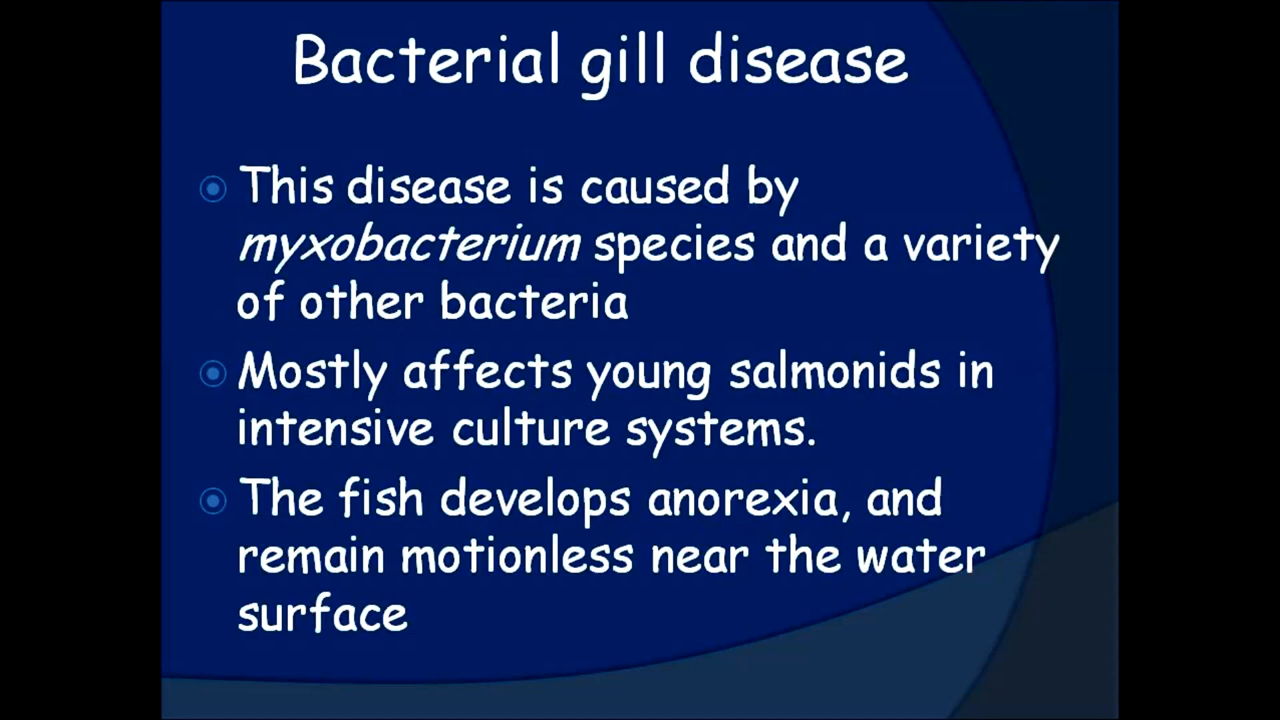 Bacterial gill disease
This disease is caused by
myxobacterium species and a variety
of other bacteria
Mostly affects young salmonids in
intensive culture systems.
The fish develops anorexia, and
remain motionless near the water
surface